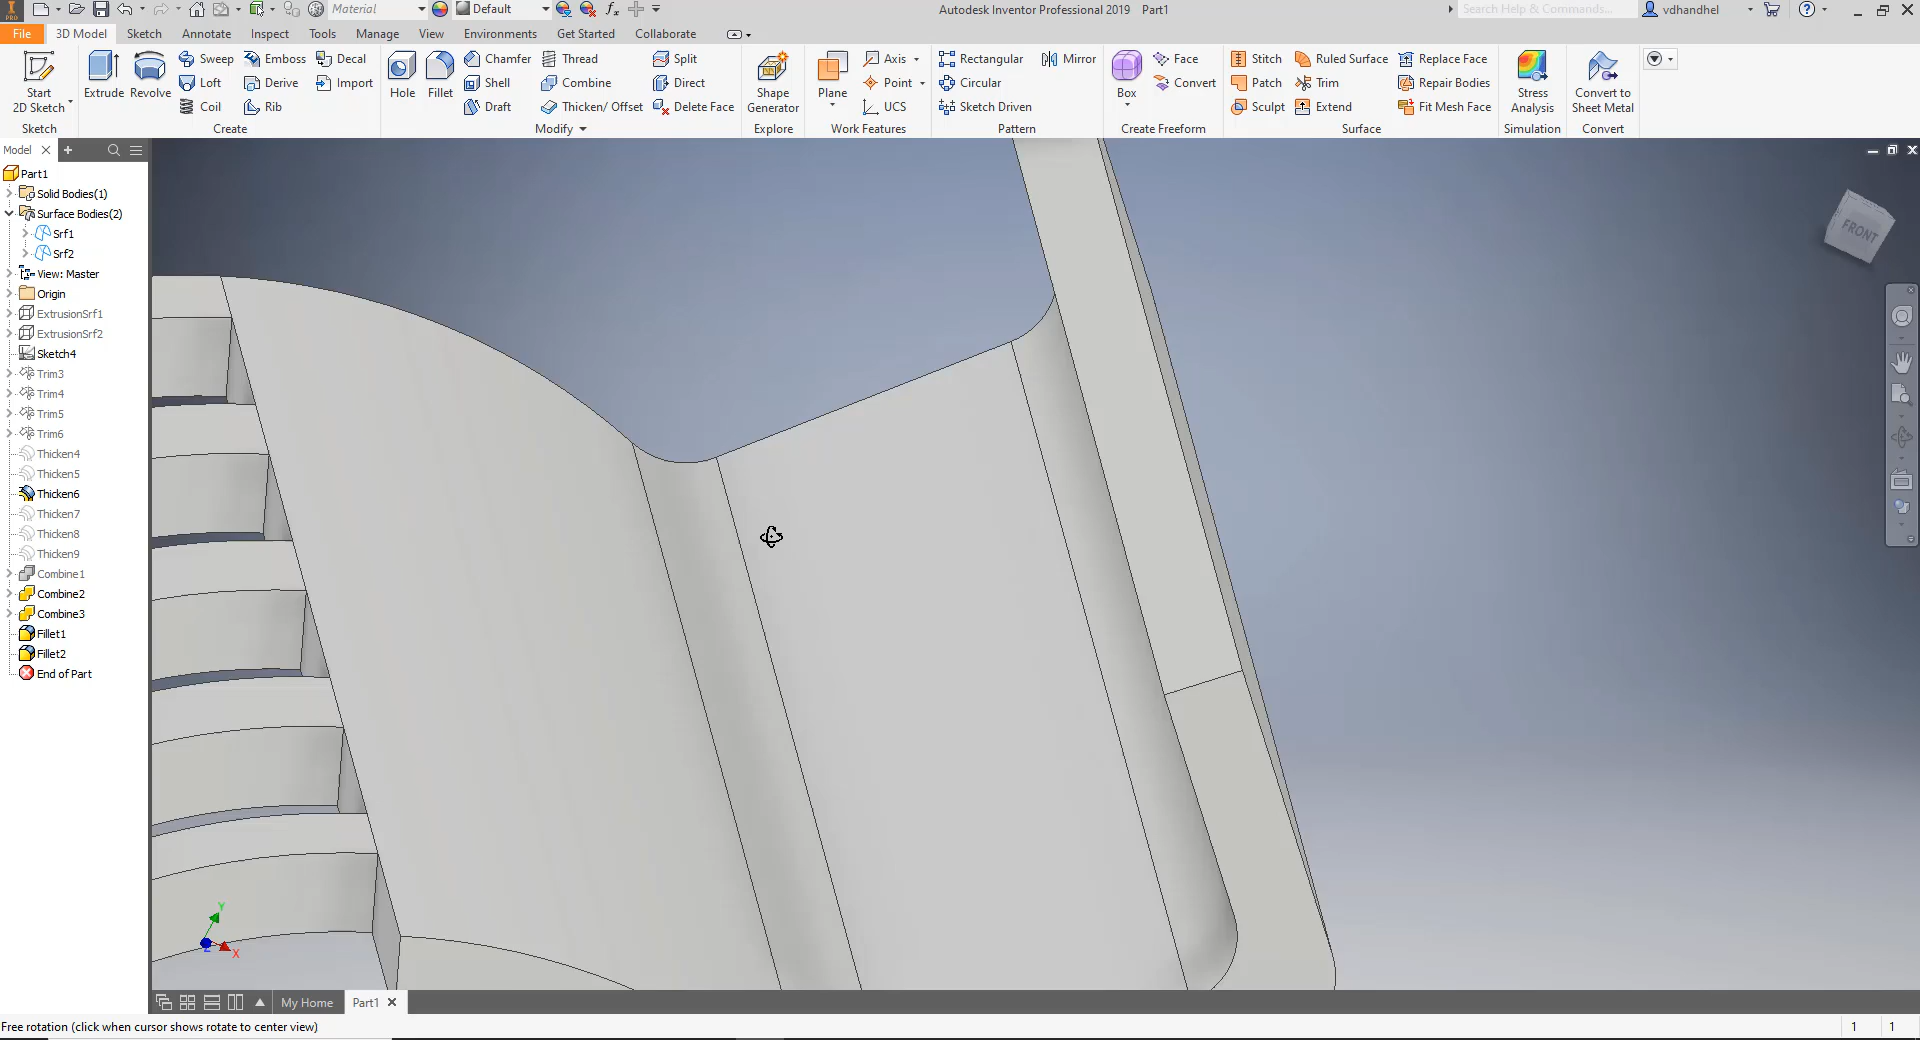 Material
Default
Autodesk Inventor Professional 2019   Part1
Search Help & Commands...
vdhandhel
File
3D Model
Sketch
Annotate
Inspect
Tools
Manage
View
Environments
Get Started
Collaborate
PRO
Start
2D Sketch
Sketch
Extrude
Revolve
Sweep
Loft
Coil
Emboss
Derive
Rib
Decal
Import
Create
Hole
Fillet
Chamfer
Shell
Draft
Thread
Combine
Thicken/ Offset
Split
Direct
Delete Face
Modify
Shape
Generator
Explore
Plane
Axis
Point
UCS
Work Features
Rectangular
Circular
Sketch Driven
Mirror
Pattern
Box
Face
Convert
Create Freeform
Stitch
Patch
Sculpt
Ruled Surface
Trim
Extend
Replace Face
Repair Bodies
Fit Mesh Face
Surface
Stress
Analysis
Simulation
Convert to
Sheet Metal
Convert
Model
Part1
Solid Bodies(1)
Surface Bodies(2)
Srf1
Srf2
View: Master
Origin
ExtrusionSrf1
ExtrusionSrf2
Sketch4
Trim3
Trim4
Trim5
Trim6
Thicken4
Thicken5
Thicken6
Thicken7
Thicken8
Thicken9
Combine1
Combine2
Combine3
Fillet1
Fillet2
End of Part
FRONT
Y
X
Z
My Home
Part1
Free rotation (click when cursor shows rotate to center view)
1
1